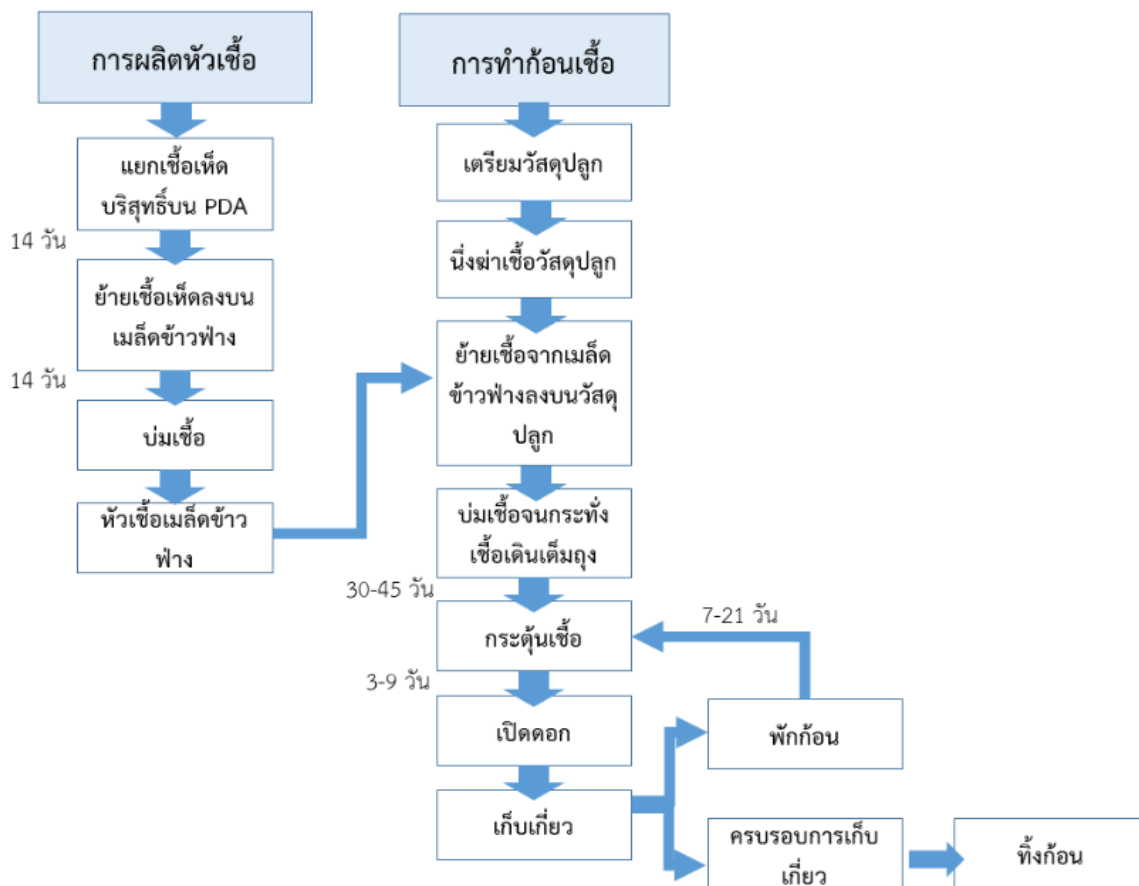 การผลิตหัวเชื้อ
แยกเชื้อเห็ด
บริสุทธิ์บน PDA
14 วัน
ย้ายเชื้อเห็ดลงบน
เมล็ดข้าวฟ่าง
14 วัน
บ่มเชื้อ
หัวเชื้อเมล็ดข้าว
ฟ่าง
การทำก้อนเชื้อ
เตรียมวัสดุปลูก
นึ่งฆ่าเชื้อวัสดุปลูก
ย้ายเชื้อจากเมล็ด
ข้าวฟ่างลงบนวัสดุ
ปลูก
บ่มเชื้อจนกระทั่ง
เชื้อเดินเต็มถุง
30-45 วัน
กระตุ้นเชื้อ
7-21 วัน
3-9 วัน
เปิดดอก
พักก้อน
เก็บเกี่ยว
ครบรอบการเก็บ
เกี่ยว
ทิ้งก้อน